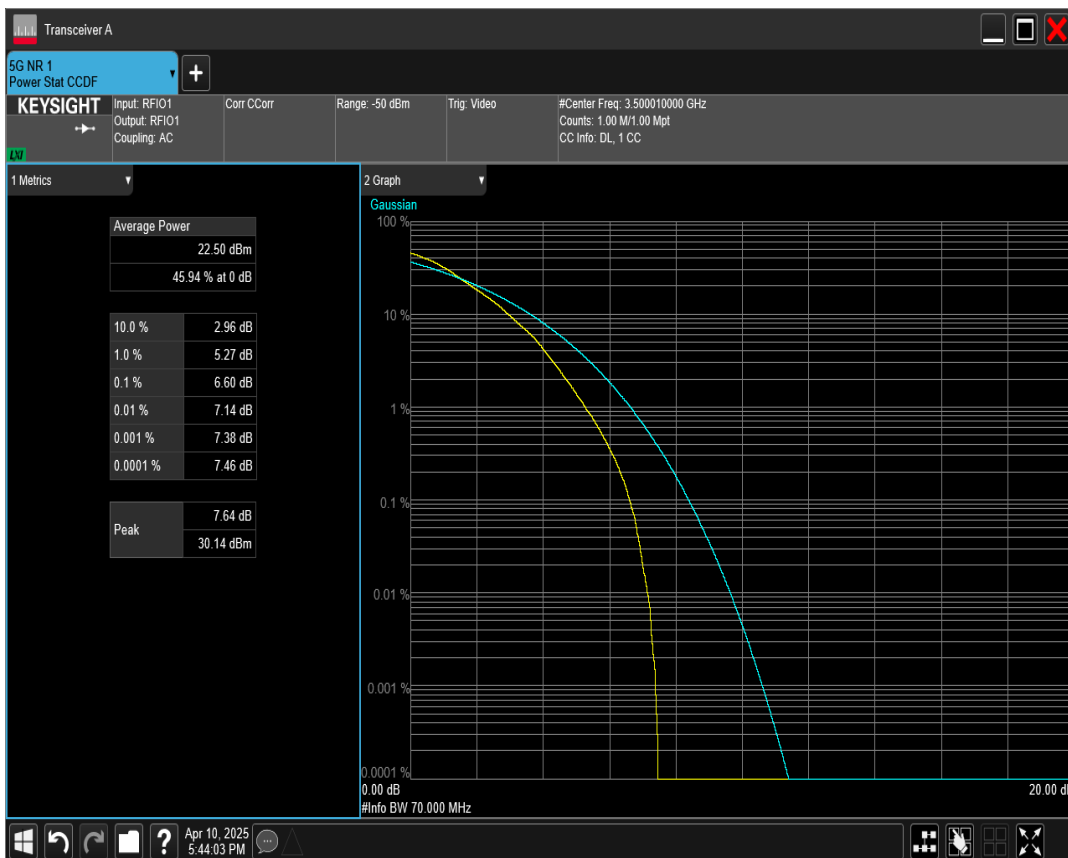 Transceiver A
5G NR 1
Power Stat CCDF
+
KEYSIGHT
LXI
Input: RFIO1
Output: RFIO1
Coupling: AC
Corr CCorr
Range: -50 dBm
Trig: Video
#Center Freq: 3.500010000 GHz
Counts: 1.00 M/1.00 Mpt
CC Info: DL, 1 CC
1 Metrics
Average Power
22.50 dBm
45.94 % at 0 dB
10.0 % 2.96 dB
1.0 % 5.27 dB
0.1 % 6.60 dB
0.01 % 7.14 dB
0.001 % 7.38 dB
0.0001 % 7.46 dB
Peak 7.64 dB
30.14 dBm
2 Graph
Gaussian
100 %
10 %
1 %
0.1 %
0.01 %
0.001 %
0.0001 %
0.00 dB 20.00 d
#Info BW 70.000 MHz
? Apr 10, 2025
5:44:03 PM